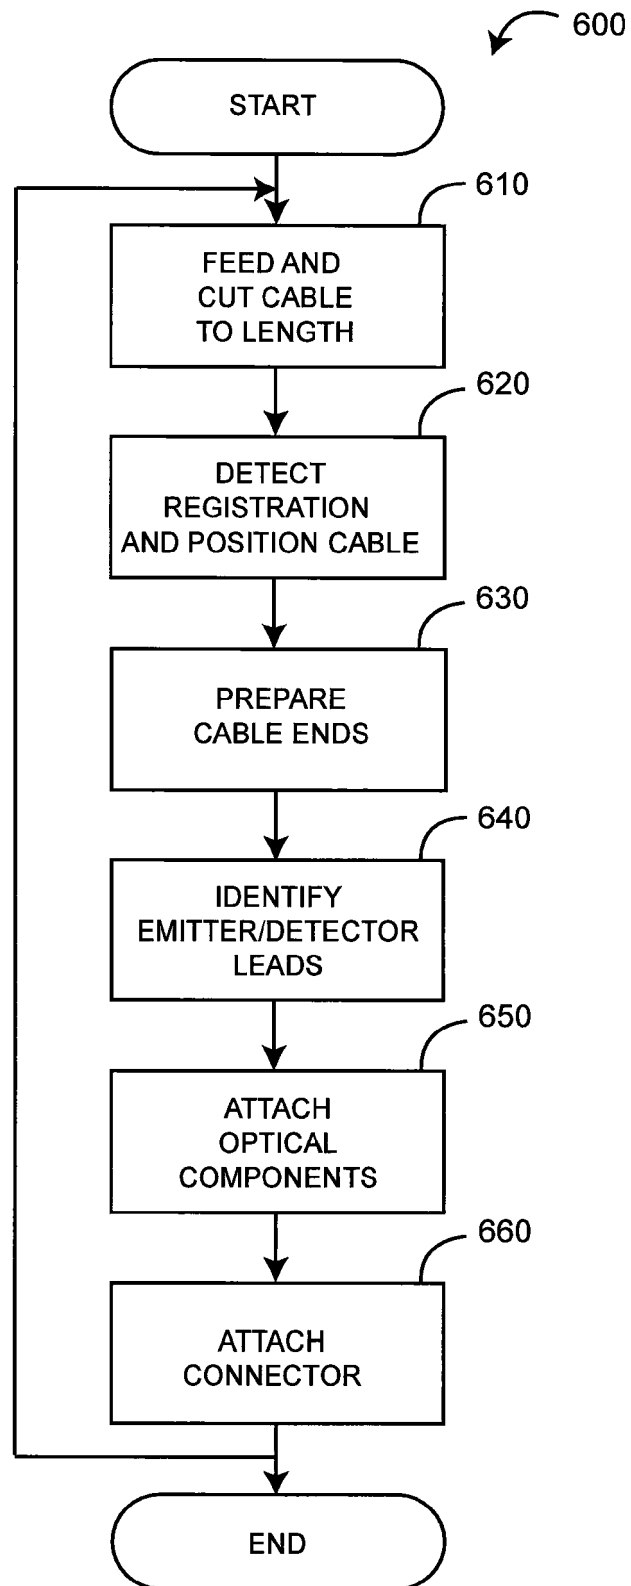 600
START
610
FEED AND
CUT CABLE
TO LENGTH
620
DETECT
REGISTRATION
AND POSITION CABLE
630
PREPARE
CABLE ENDS
640
IDENTIFY
EMITTER/DETECTOR
LEADS
650
ATTACH
OPTICAL
COMPONENTS
660
ATTACH
CONNECTOR
END